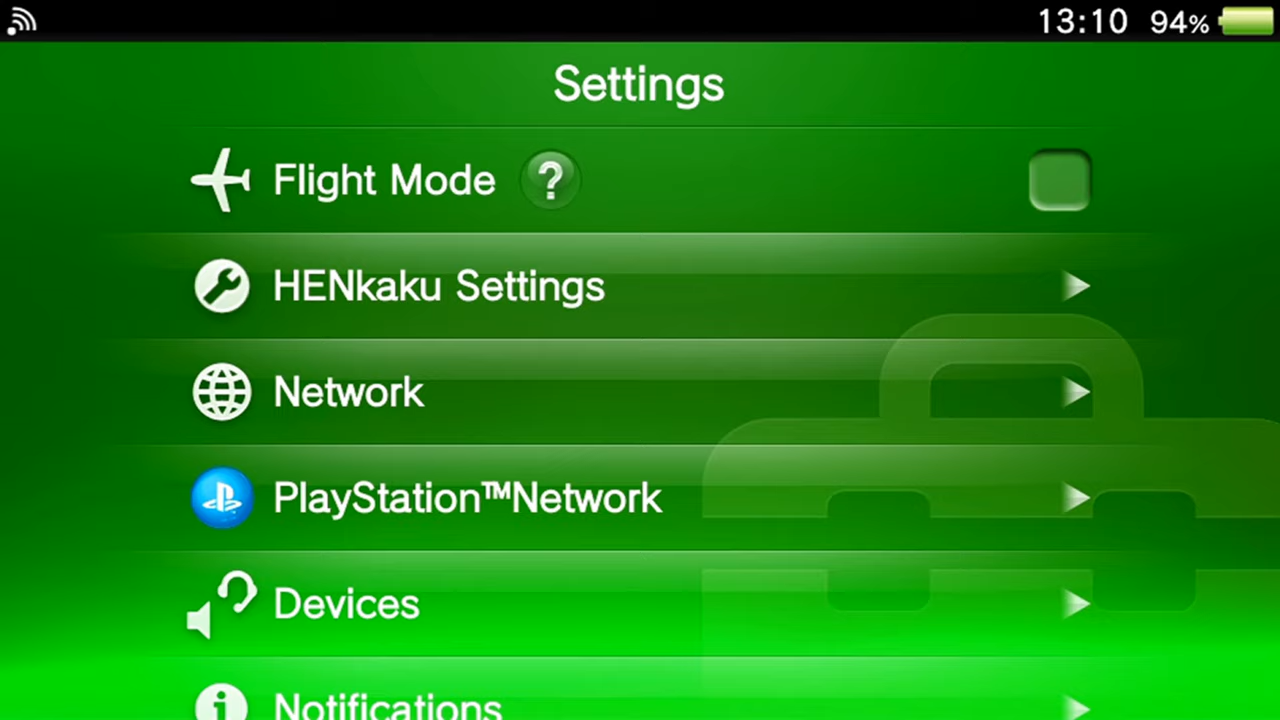 13:10 94%
Settings
Flight Mode ?
HENkaku Settings
Network
PlayStation™Network
Devices
Notifications